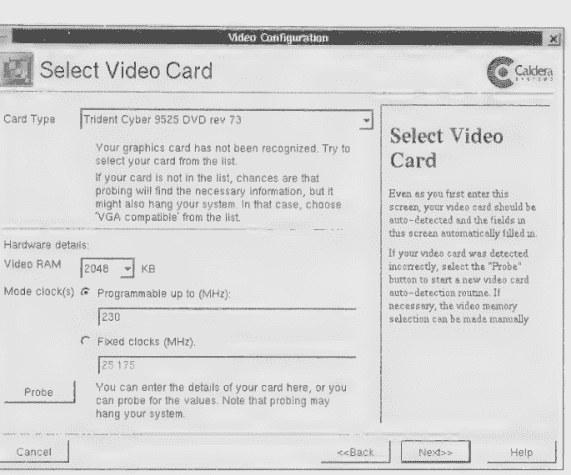 Video Configuration
Select Video Card
Caldera
SYSTEMS
Card Type
Trident Cyber 9525 DVD rev 73
Your graphics card has not been recognized. Try to
select your card from the list.
If your card is not in the list, chances are that
probing will find the necessary information, but it
might also hang your system. In that case, choose
'VGA compatible' from the list.
Hardware details:
Video RAM
2048
KB
Mode clock(s)
Programmable up to (MHz):
230
Fixed clocks (MHz).
25 175
Probe
You can enter the details of your card here, or you
can probe for the values. Note that probing may
hang your system.
Select Video
Card
Even as you first enter this
screen, your video card should be
auto-detected and the fields in
this screen automatically filled in.
If your video card was detected
incorrectly, select the "Probe"
button to start a new video card
auto-detection routine. If
necessary, the video memory
selection can be made manually
Cancel
<<Back
Next>>
Help